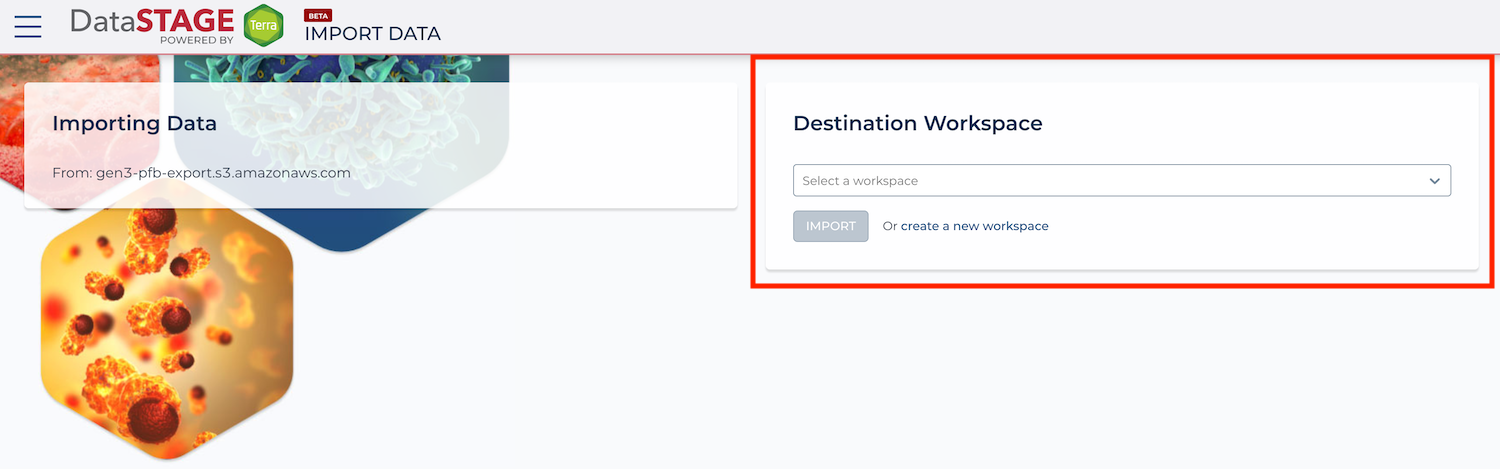 DataSTAGE
POWERED BY
Terra
BETA
IMPORT DATA
Importing Data
From: gen3-pfb-export.s3.amazonaws.com
Destination Workspace
Select a workspace
IMPORT Or create a new workspace